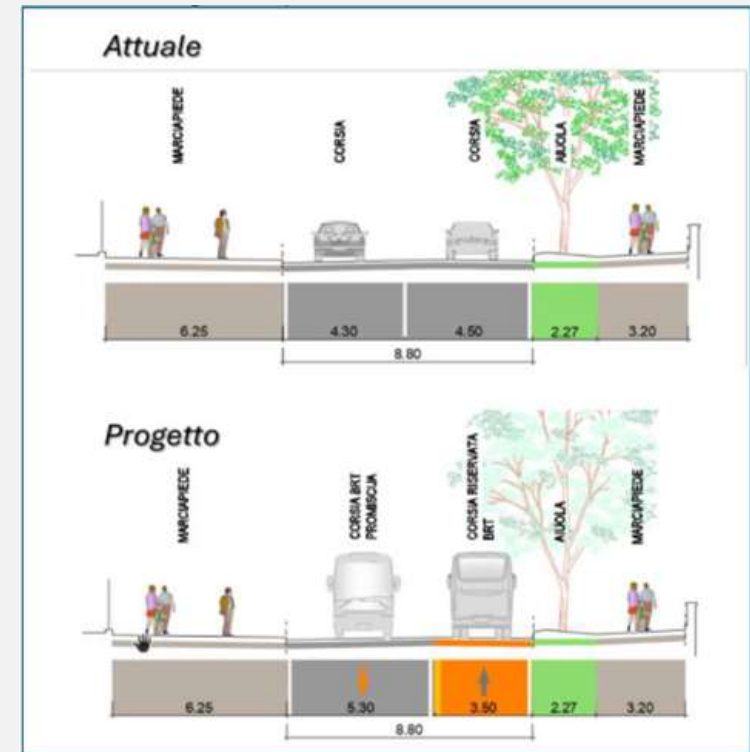 Attuale
MARCIAPIEDE
CORSIA
CORSIA
AIUOLA
MARCIAPIEDE
6.25
4.30
4.50
2.27
3.20
8.80
Progetto
MARCIAPIEDE
CORSIA BRT
PROMISCUA
CORSIA RISERVATA
BRT
AIUOLA
MARCIAPIEDE
6.25
5.30
3.50
2.27
3.20
8.80